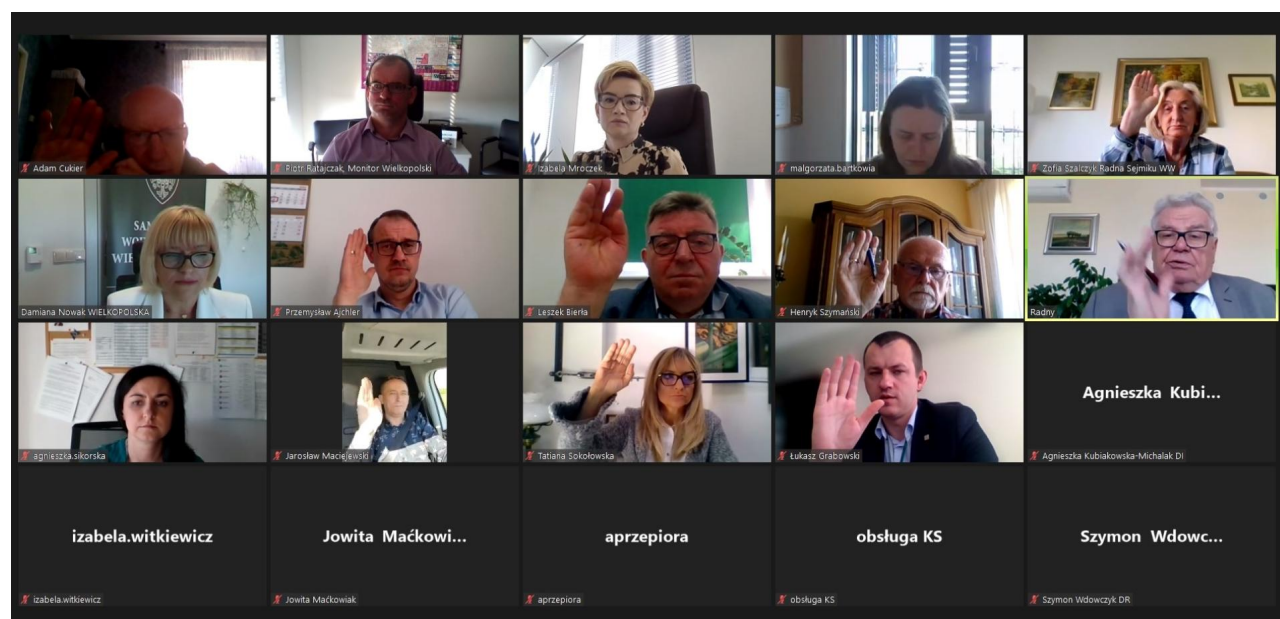 Adam Cukier
Piotr Ratajczak, Monitor Wielkopolski
Izabela Mroczek
malgorzata.bartkowia
Zofia Szalczyk Radna Sejmiku WW
SA
WO
WIE
Damiana Nowak WIELKOPOLSKA
Przemysław Ajchler
Leszek Bierła
Henryk Szymański
Radny
agnieszka.sikorska
Jarosław Maciejewski
Tatiana Sokołowska
Łukasz Grabowski
Agnieszka Kubi...
Agnieszka Kubiakowska-Michalak DI
izabela.witkiewicz
izabela.witkiewicz
Jowita Maćkowi...
Jowita Maćkowiak
aprzepiora
aprzepiora
obsługa KS
obsługa KS
Szymon Wdowc...
Szymon Wdowczyk DR